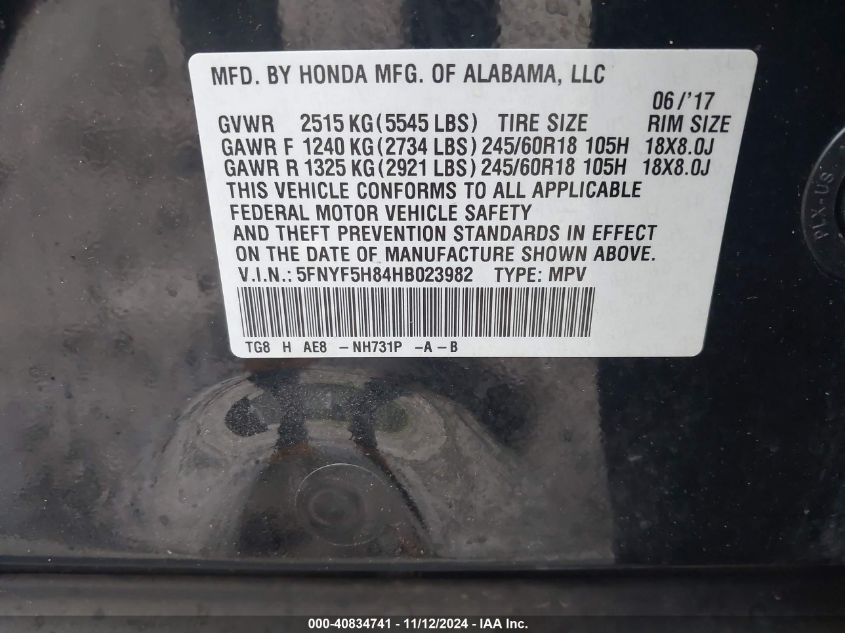 MFD. BY HONDA MFG. OF ALABAMA, LLC
06/'17
GVWR 2515 KG(5545 LBS) TIRE SIZE RIM SIZE
GAWR F 1240 KG(2734 LBS) 245/60R18 105H 18X8.0J
GAWR R 1325 KG(2921 LBS) 245/60R18 105H 18X8.0J
THIS VEHICLE CONFORMS TO ALL APPLICABLE
FEDERAL MOTOR VEHICLE SAFETY
AND THEFT PREVENTION STANDARDS IN EFFECT
ON THE DATE OF MANUFACTURE SHOWN ABOVE.
V.I.N.: 5FNYF5H84HB023982 TYPE: MPV
TG8 H AE8 -NH731P -A-B
PLX-US
000-40834741 - 11/12/2024 - IAA Inc.